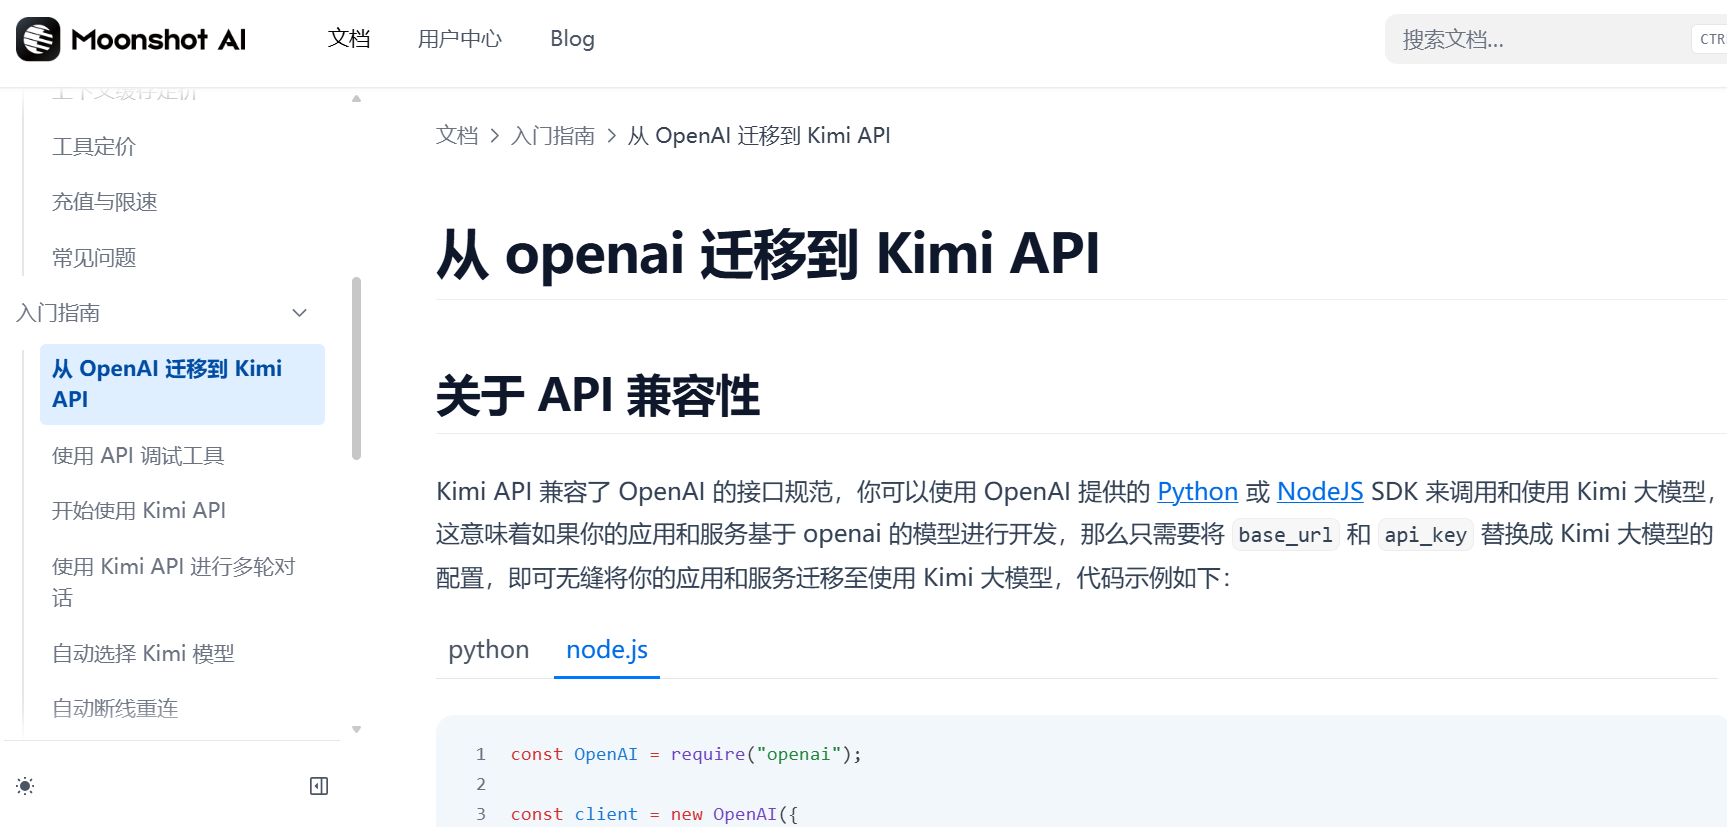 Moonshot AI
文档
用户中心
Blog
搜索文档...
CTR
上下文缓存定价
工具定价
充值与限速
常见问题
入门指南
从 OpenAI 迁移到 Kimi
API
使用 API 调试工具
开始使用 Kimi API
使用 Kimi API 进行多轮对
话
自动选择 Kimi 模型
自动断线重连
文档 > 入门指南 > 从 OpenAI 迁移到 Kimi API
从 openai 迁移到 Kimi API
关于 API 兼容性
Kimi API 兼容了 OpenAI 的接口规范，你可以使用 OpenAI 提供的 Python 或 NodeJS SDK 来调用和使用 Kimi 大模型，
这意味着如果你的应用和服务基于 openai 的模型进行开发，那么只需要将 base_url 和 api_key 替换成 Kimi 大模型的
配置，即可无缝将你的应用和服务迁移至使用 Kimi 大模型，代码示例如下：
python
node.js
1 const OpenAI = require("openai");
2
3 const client = new OpenAI({